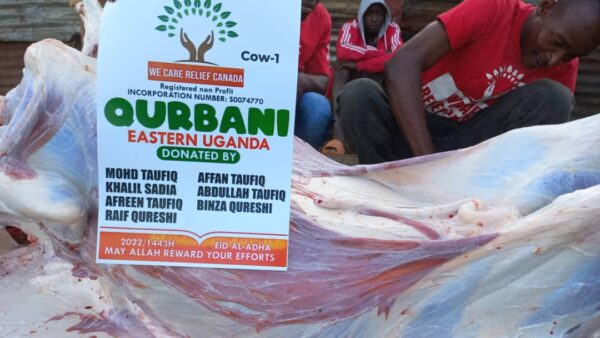 Cow-1
WE CARE RELIEF CANADA
Registered non Profit
INCORPORATION NUMBER: S0074770
QURBANI
EASTERN UGANDA
DONATED BY
MOHD TAUFIQ
KHALIL SADIA
AFREEN TAUFIQ
RAIF QURESHI
AFFAN TAUFIQ
ABDULLAH TAUFIQ
BINZA QURESHI
2022/1443H EID AL-ADHA
MAY ALLAH REWARD YOUR EFFORTS